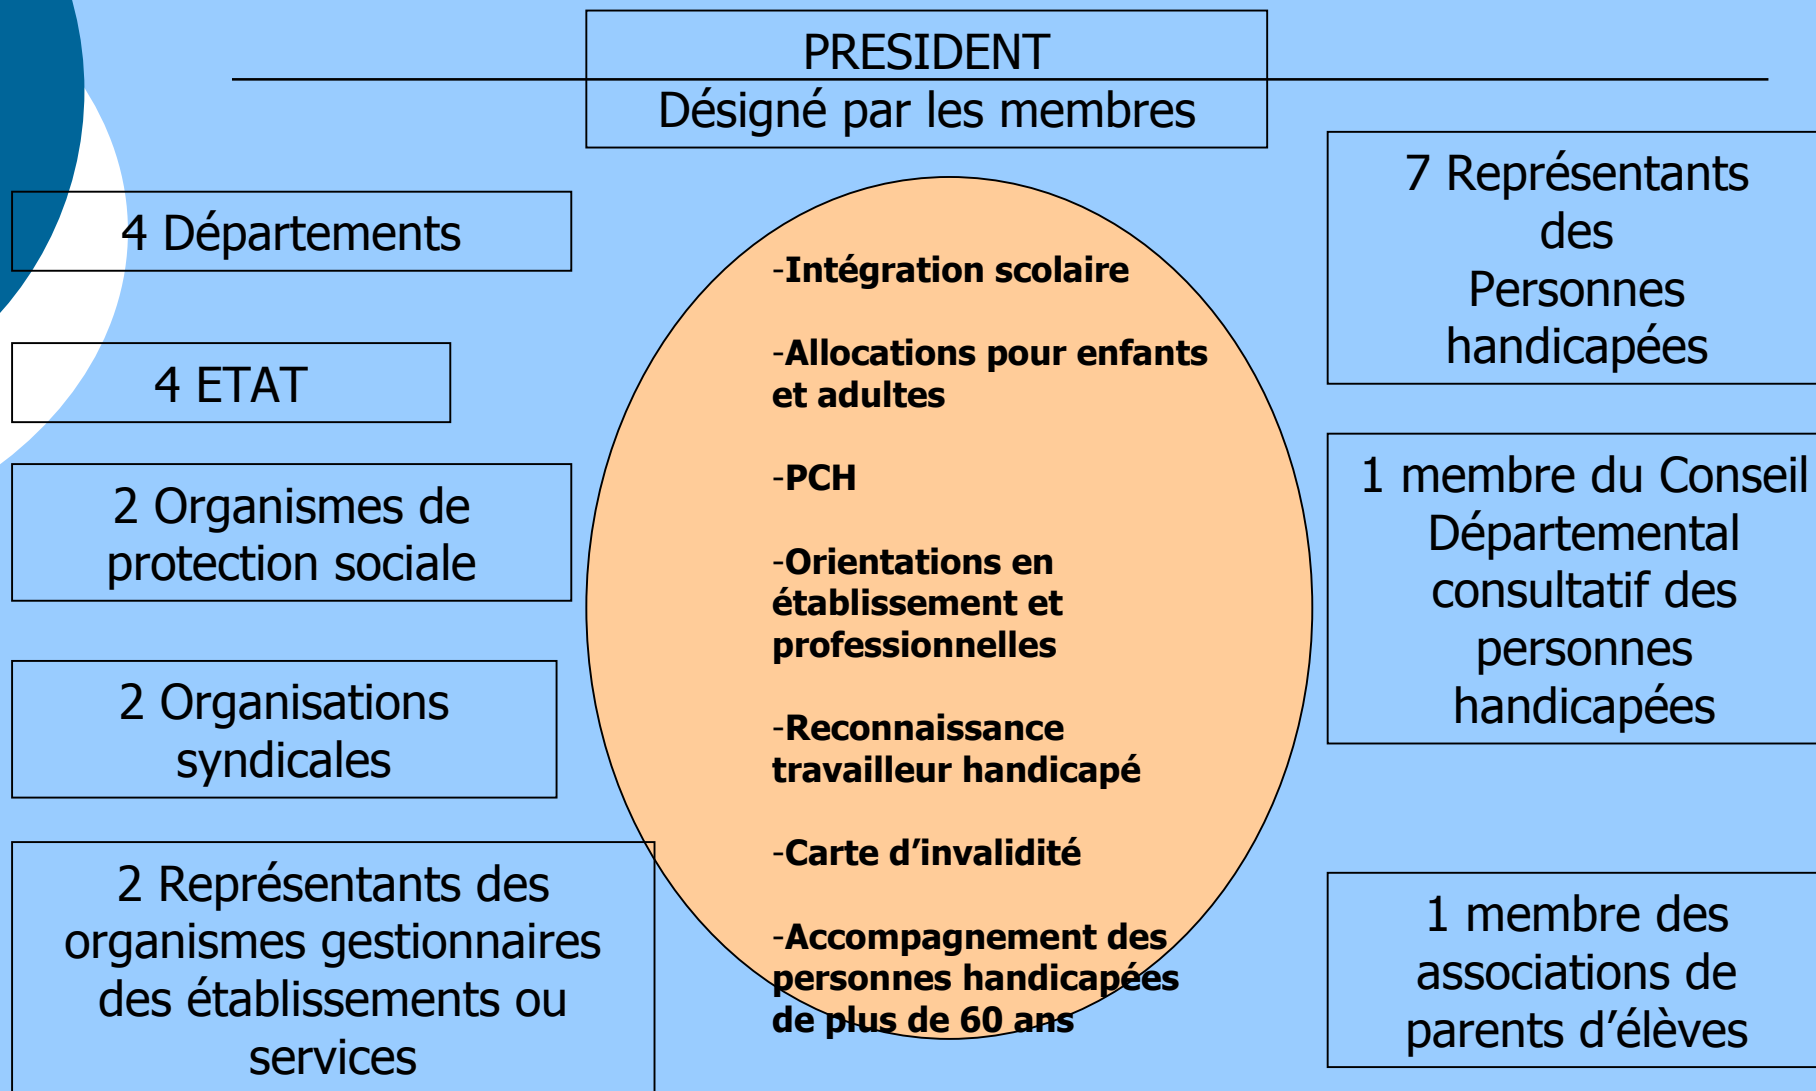 PRESIDENT
Désigné par les membres
4 Départements
4 ETAT
2 Organismes de
protection sociale
2 Organisations
syndicales
2 Représentants des
organismes gestionnaires
des établissements ou
services
-Intégration scolaire
-Allocations pour enfants
et adultes
-PCH
-Orientations en
établissement et
professionnelles
-Reconnaissance
travailleur handicapé
-Carte d’invalidité
-Accompagnement des
personnes handicapées
de plus de 60 ans
7 Représentants
des
Personnes
handicapées
1 membre du Conseil
Départemental
consultatif des
personnes
handicapées
1 membre des
associations de
parents d’élèves